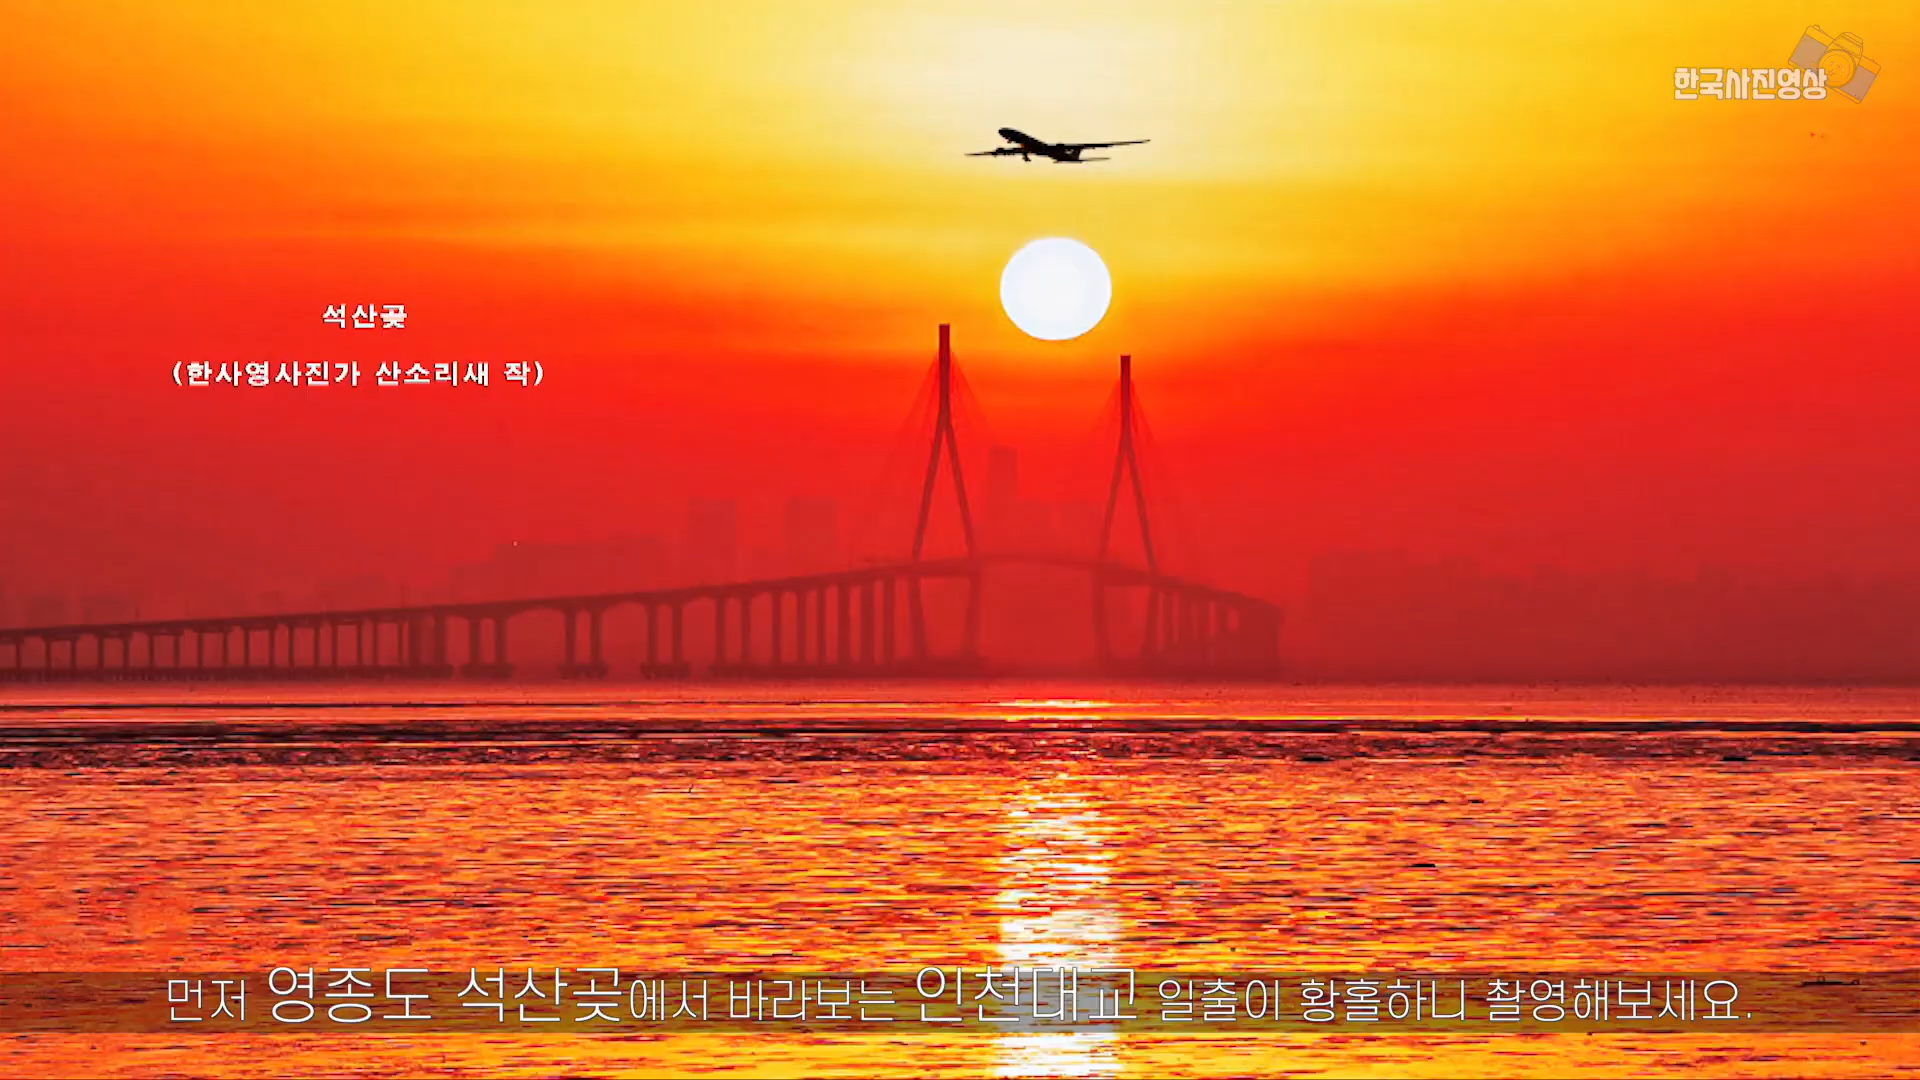 한국사진영상
석산곶
(한사영사진가 산소리새 작)
먼저 영종도 석산곶에서 바라보는 인천대교 일출이 황홀하니 촬영해보세요.